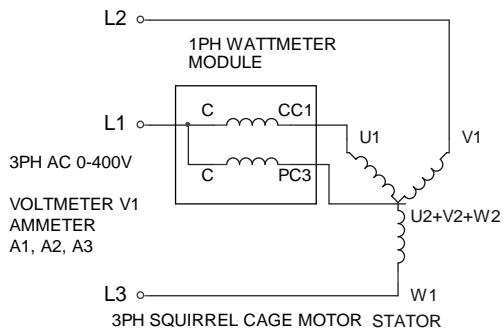 L2
1PH WATTMETER
MODULE
C CC1
L1
U1 V1
3PH AC 0-400V
C PC3
VOLTMETER V1
AMMETER
A1, A2, A3
U2+V2+W2
L3
W1
3PH SQUIRREL CAGE MOTOR STATOR